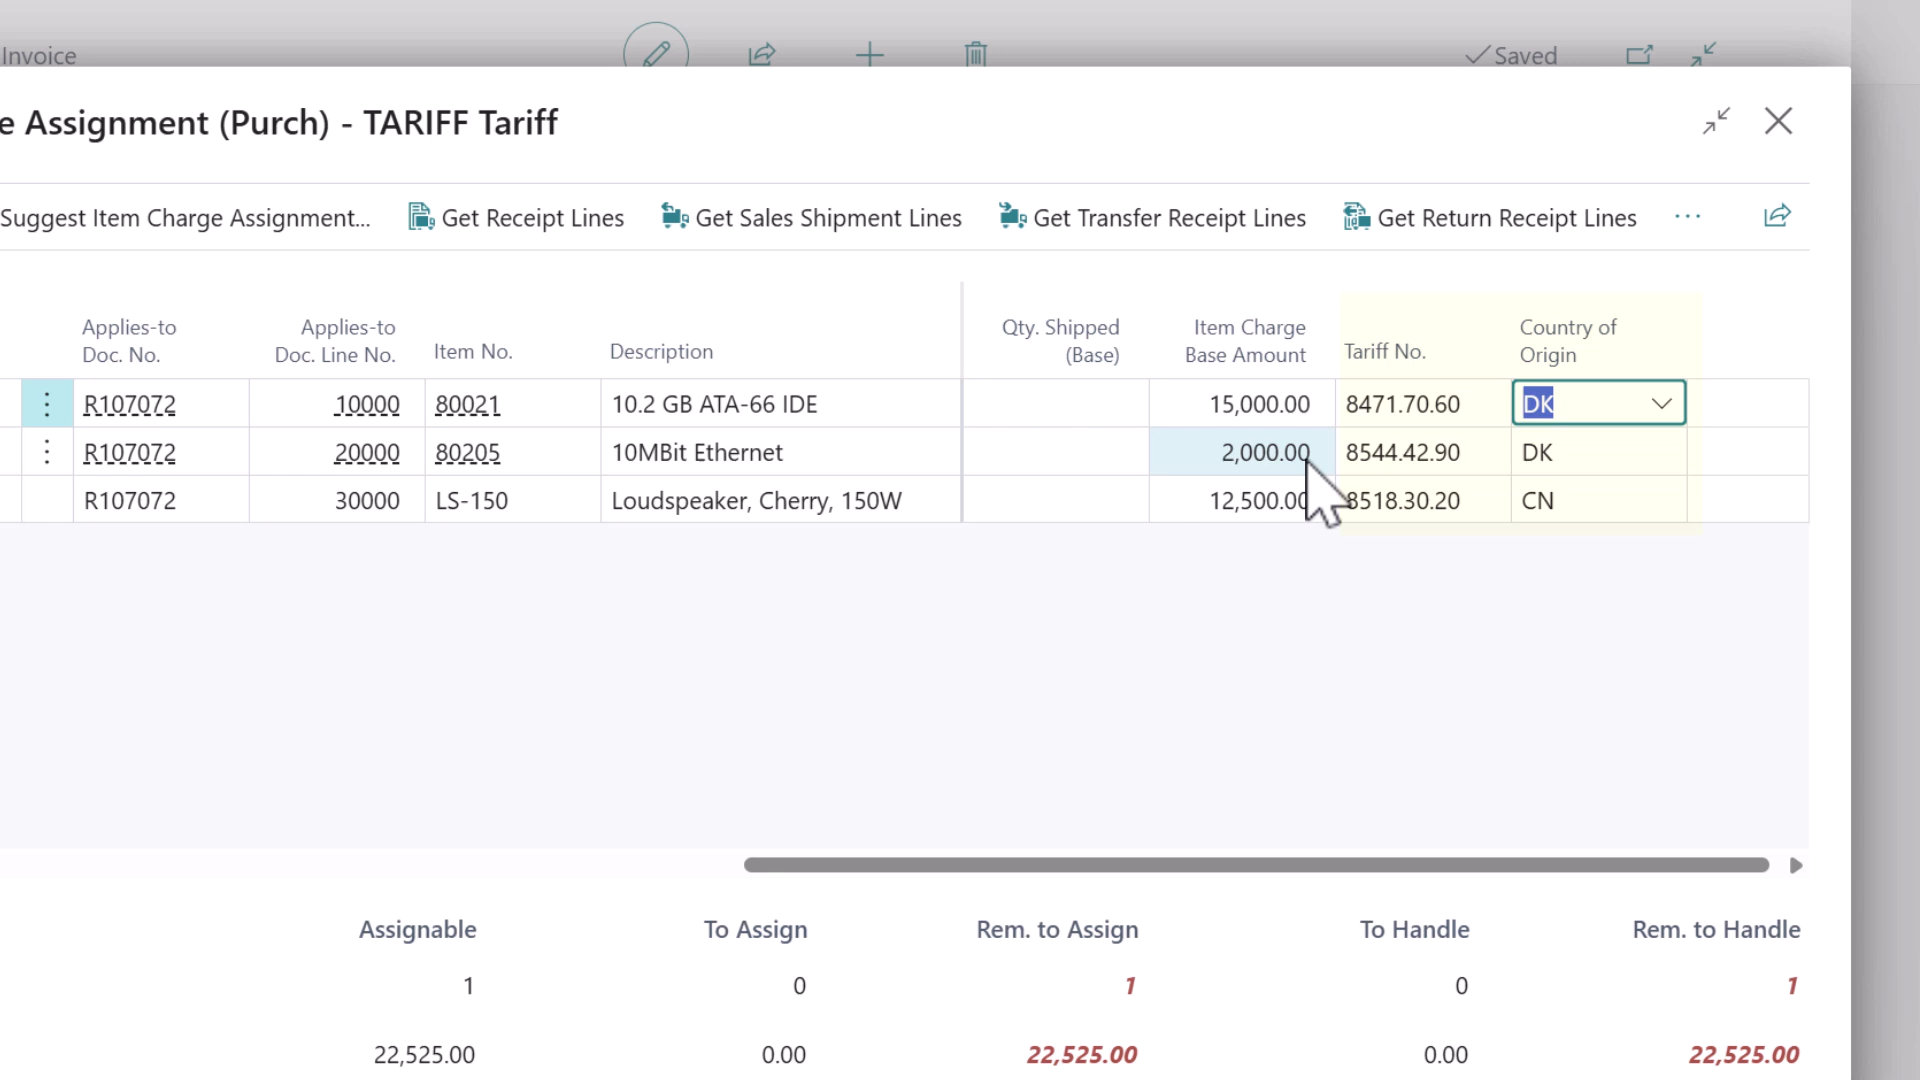 Invoice
Saved
e Assignment (Purch) - TARIFF Tariff
Suggest Item Charge Assignment... Get Receipt Lines Get Sales Shipment Lines Get Transfer Receipt Lines Get Return Receipt Lines ...
Applies-to Doc. No. Applies-to Doc. Line No. Item No. Description Qty. Shipped (Base) Item Charge Base Amount Tariff No. Country of Origin
R107072 10000 80021 10.2 GB ATA-66 IDE 15,000.00 8471.70.60 DK
R107072 20000 80205 10MBit Ethernet 2,000.00 8544.42.90 DK
R107072 30000 LS-150 Loudspeaker, Cherry, 150W 12,500.00 8518.30.20 CN
Assignable To Assign Rem. to Assign To Handle Rem. to Handle
1 0 1 0 1
22,525.00 0.00 22,525.00 0.00 22,525.00